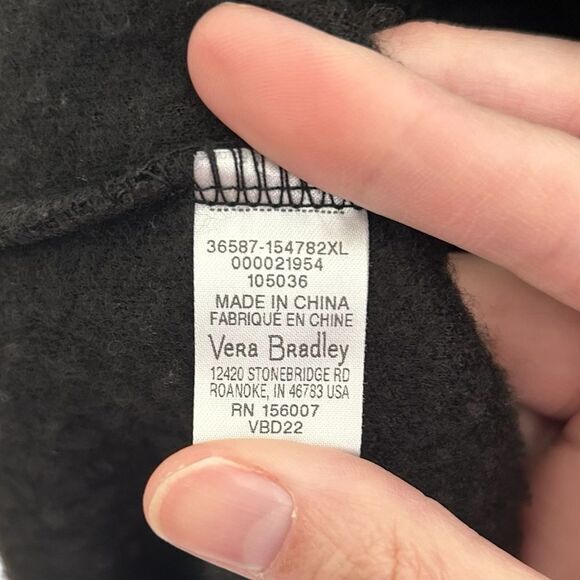 36587-154782XL
000021954
105036
MADE IN CHINA
FABRIQUÉ EN CHINE
Vera Bradley
12420 STONEBRIDGE RD
ROANOKE, IN 46783 USA
RN 156007
VBD22